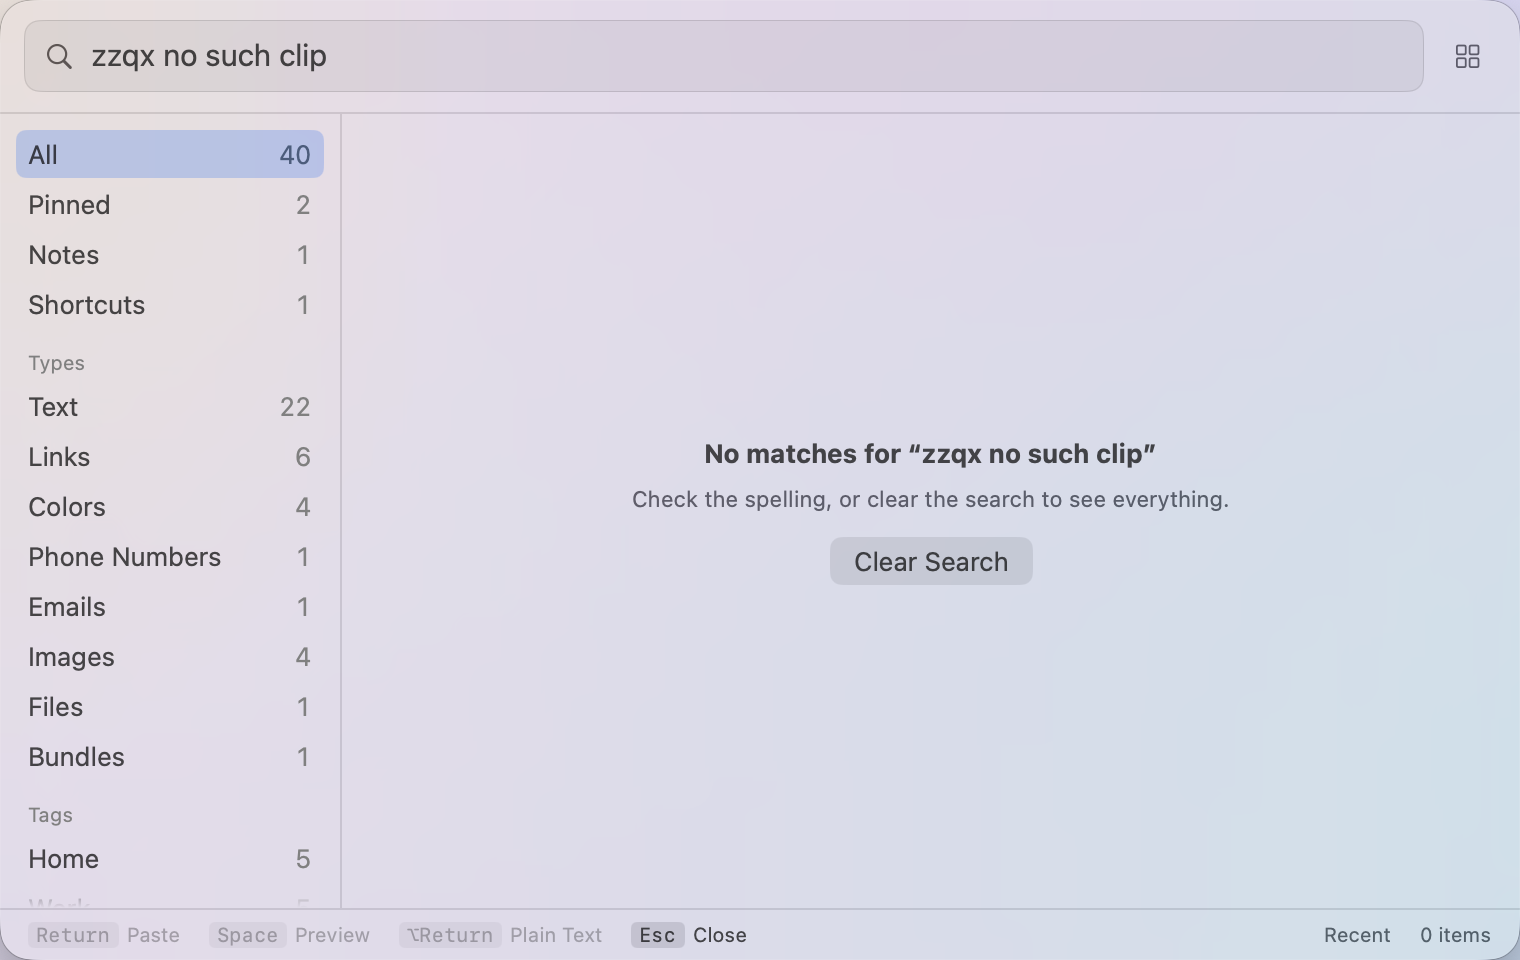 zzqx no such clip
All 40
Pinned 2
Notes 1
Shortcuts 1
Types
Text 22
Links 6
Colors 4
Phone Numbers 1
Emails 1
Images 4
Files 1
Bundles 1
Tags
Home 5
Work 5
No matches for “zzqx no such clip”
Check the spelling, or clear the search to see everything.
Clear Search
Return Paste Space Preview ⌥Return Plain Text Esc Close Recent 0 items